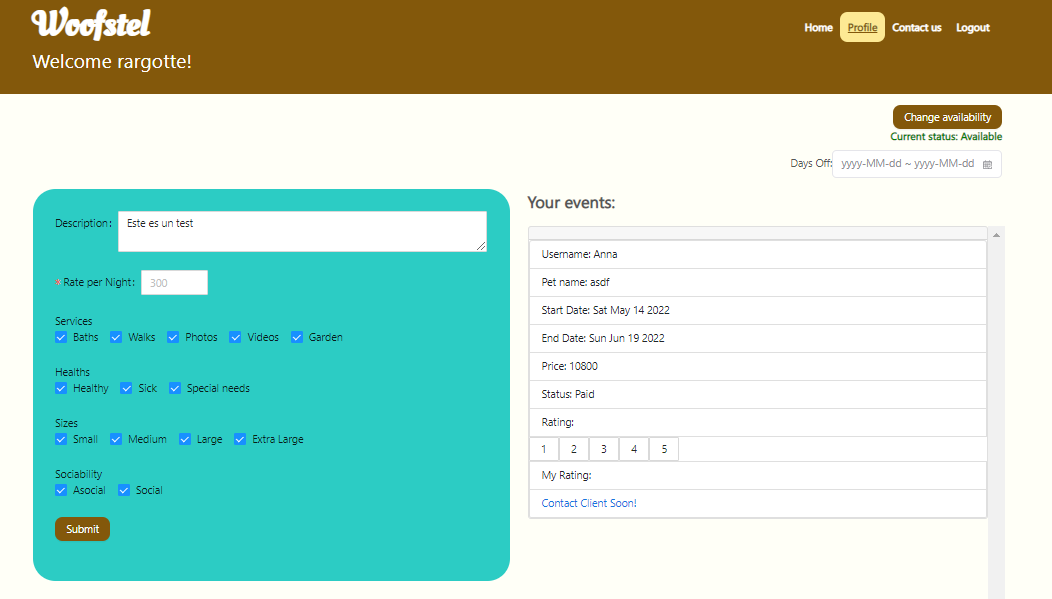 Woofstel
Home Profile Contact us Logout
Welcome rargotte!
Change availability
Current status: Available
Days Off: yyyy-MM-dd ~ yyyy-MM-dd
Description: Este es un test
* Rate per Night: 300
Services
Baths Walks Photos Videos Garden
Healths
Healthy Sick Special needs
Sizes
Small Medium Large Extra Large
Sociability
Asocial Social
Submit
Your events:
Username: Anna
Pet name: asdf
Start Date: Sat May 14 2022
End Date: Sun Jun 19 2022
Price: 10800
Status: Paid
Rating:
1 2 3 4 5
My Rating:
Contact Client Soon!